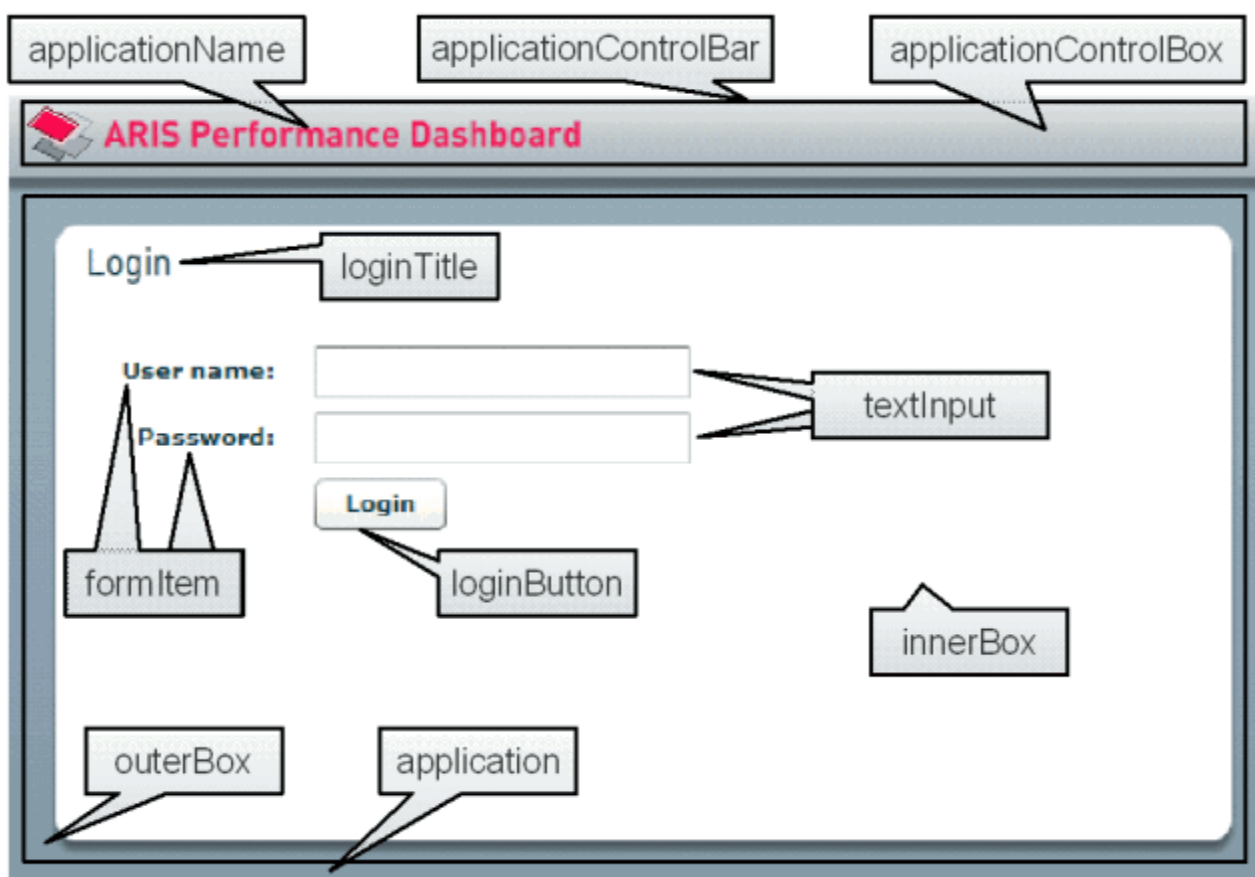 applicationName
applicationControlBar
applicationControlBox
ARIS Performance Dashboard
Login
loginTitle
User name:
textInput
Password:
Login
formItem
loginButton
innerBox
outerBox
application